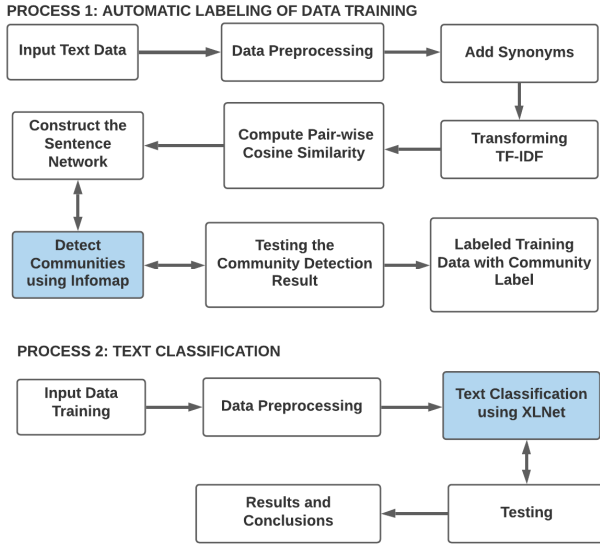 PROCESS 1: AUTOMATIC LABELING OF DATA TRAINING
Input Text Data
Data Preprocessing
Add Synonyms
Transforming
TF-IDF
Compute Pair-wise
Cosine Similarity
Construct the
Sentence
Network
Detect
Communities
using Infomap
Testing the
Community Detection
Result
Labeled Training
Data with Community
Label
PROCESS 2: TEXT CLASSIFICATION
Input Data
Training
Data Preprocessing
Text Classification
using XLNet
Testing
Results and
Conclusions